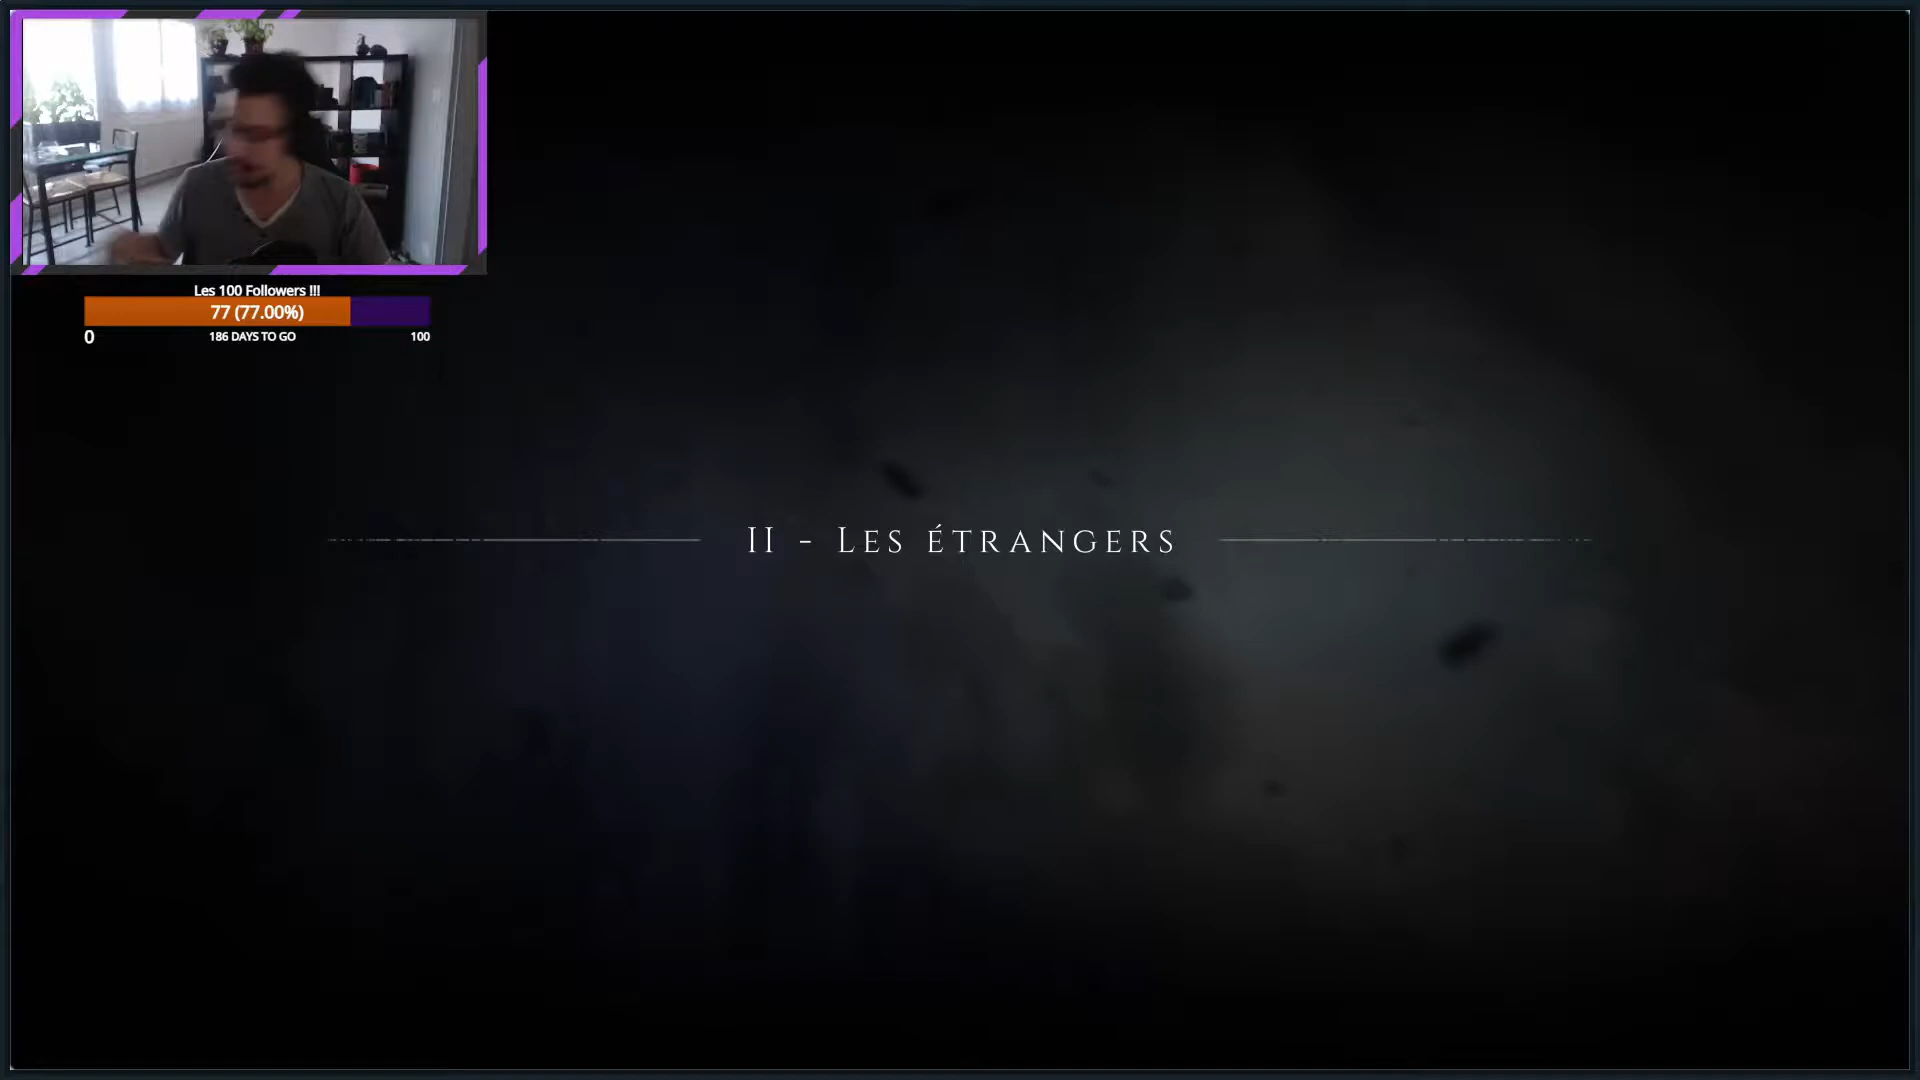 Les 100 Followers !!!
77 (77.00%)
0 186 DAYS TO GO 100
II - Les étrangers